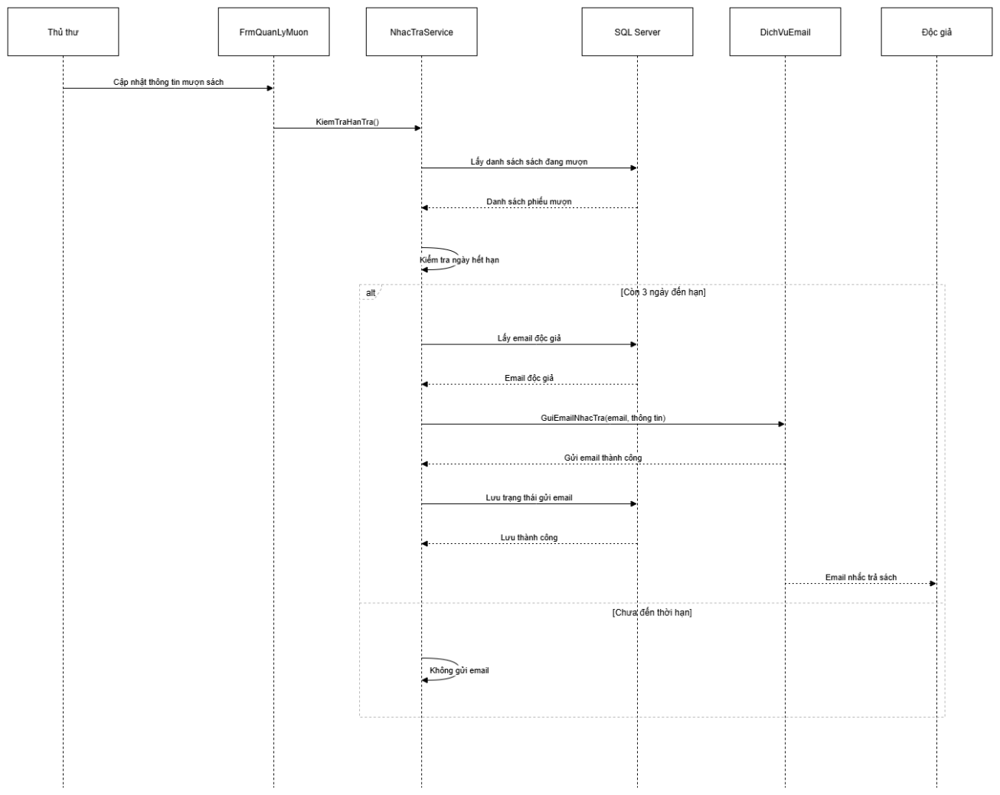 Thủ thư
FrmQuanLyMuon
NhacTraService
SQL Server
DichVuEmail
Độc giả
Cập nhật thông tin mượn sách
KiemTraHanTra()
Lấy danh sách sách đang mượn
Danh sách phiếu mượn
Kiểm tra ngày hết hạn
alt
[Còn 3 ngày đến hạn]
Lấy email độc giả
Email độc giả
GuiEmailNhacTra(email, thông tin)
Gửi email thành công
Lưu trạng thái gửi email
Lưu thành công
Email nhắc trả sách
[Chưa đến thời hạn]
Không gửi email